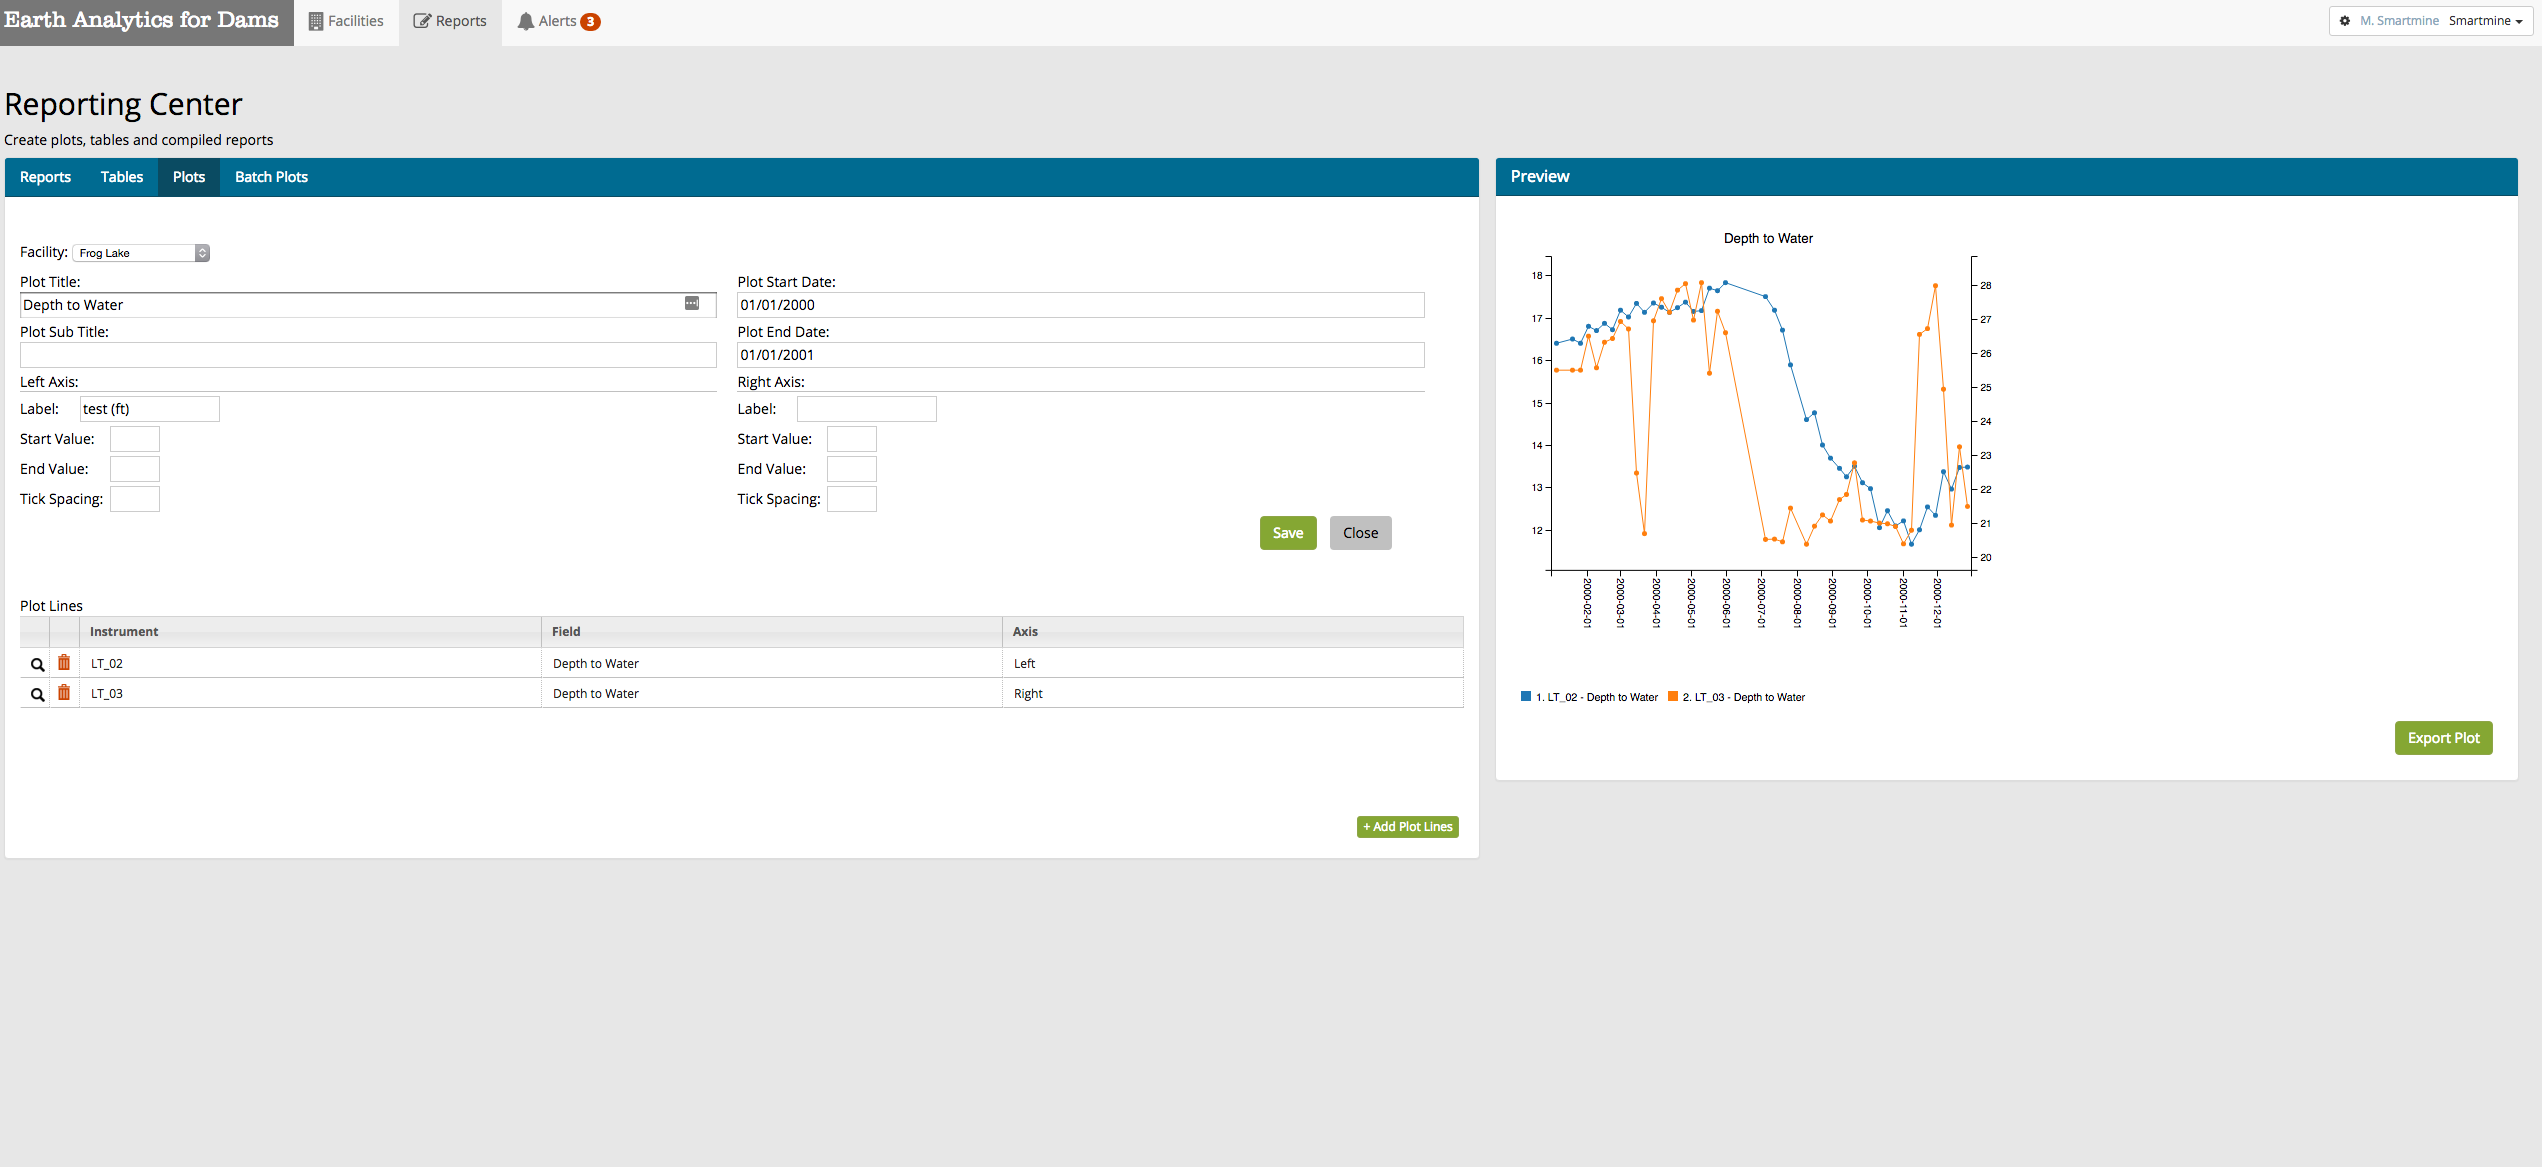 Earth Analytics for Dams
Facilities
Reports
Alerts 3
M. Smartmine Smartmine
Reporting Center
Create plots, tables and compiled reports
Reports Tables Plots Batch Plots
Facility: Frog Lake
Plot Title:
Depth to Water
Plot Start Date:
01/01/2000
Plot Sub Title:
Plot End Date:
01/01/2001
Left Axis:
Right Axis:
Label: test (ft)
Label:
Start Value:
Start Value:
End Value:
End Value:
Tick Spacing:
Tick Spacing:
Save Close
Plot Lines
Instrument Field Axis
LT_02 Depth to Water Left
LT_03 Depth to Water Right
+ Add Plot Lines
Preview
Depth to Water
18
17
16
15
14
13
12
28
27
26
25
24
23
22
21
20
2000-02-01
2000-03-01
2000-04-01
2000-05-01
2000-06-01
2000-07-01
2000-08-01
2000-09-01
2000-10-01
2000-11-01
2000-12-01
1. LT_02 - Depth to Water 2. LT_03 - Depth to Water
Export Plot